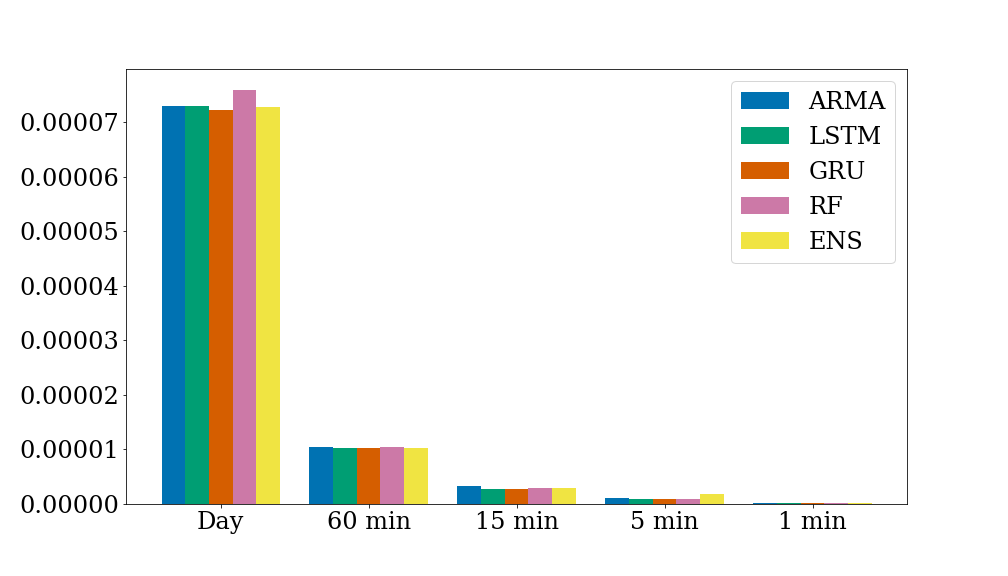 0.00007
0.00006
0.00005
0.00004
0.00003
0.00002
0.00001
0.00000
Day
60 min
15 min
5 min
1 min
ARMA
LSTM
GRU
RF
ENS